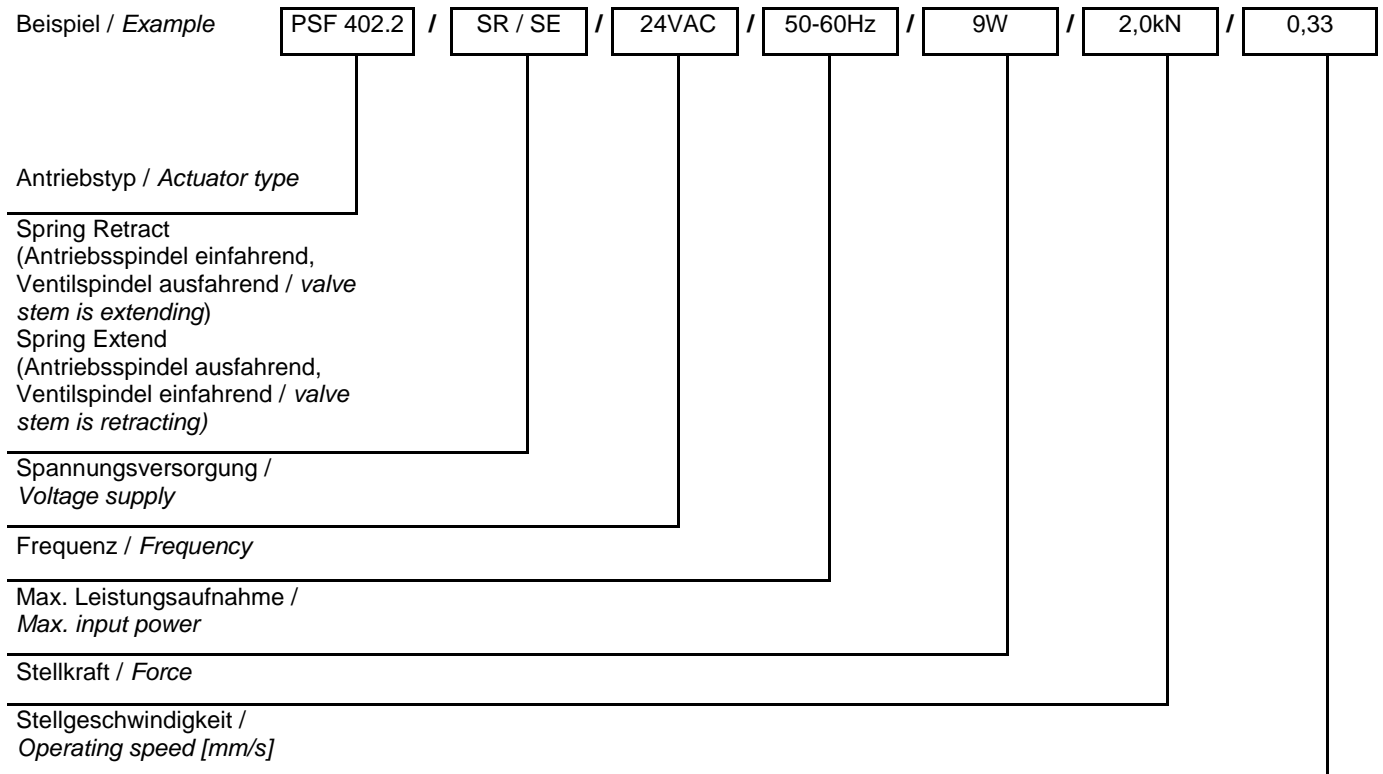 Beispiel / Example PSF 402.2 / SR / SE / 24VAC / 50-60Hz / 9W / 2,0kN / 0,33
Antriebstyp / Actuator type
Spring Retract
(Antriebsspindel einfahrend,
Ventilspindel ausfahrend / valve
stem is extending)
Spring Extend
(Antriebsspindel ausfahrend,
Ventilspindel einfahrend / valve
stem is retracting)
Spannungsversorgung /
Voltage supply
Frequenz / Frequency
Max. Leistungsaufnahme /
Max. input power
Stellkraft / Force
Stellgeschwindigkeit /
Operating speed [mm/s]